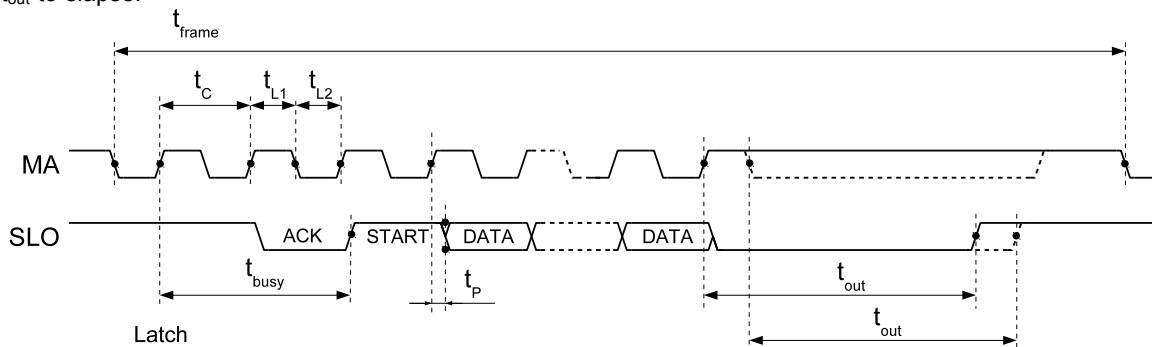 t_out to elapse.
t_frame
t_C t_L1 t_L2
MA
SLO ACK START DATA DATA
t_busy t_P t_out
t_out
Latch